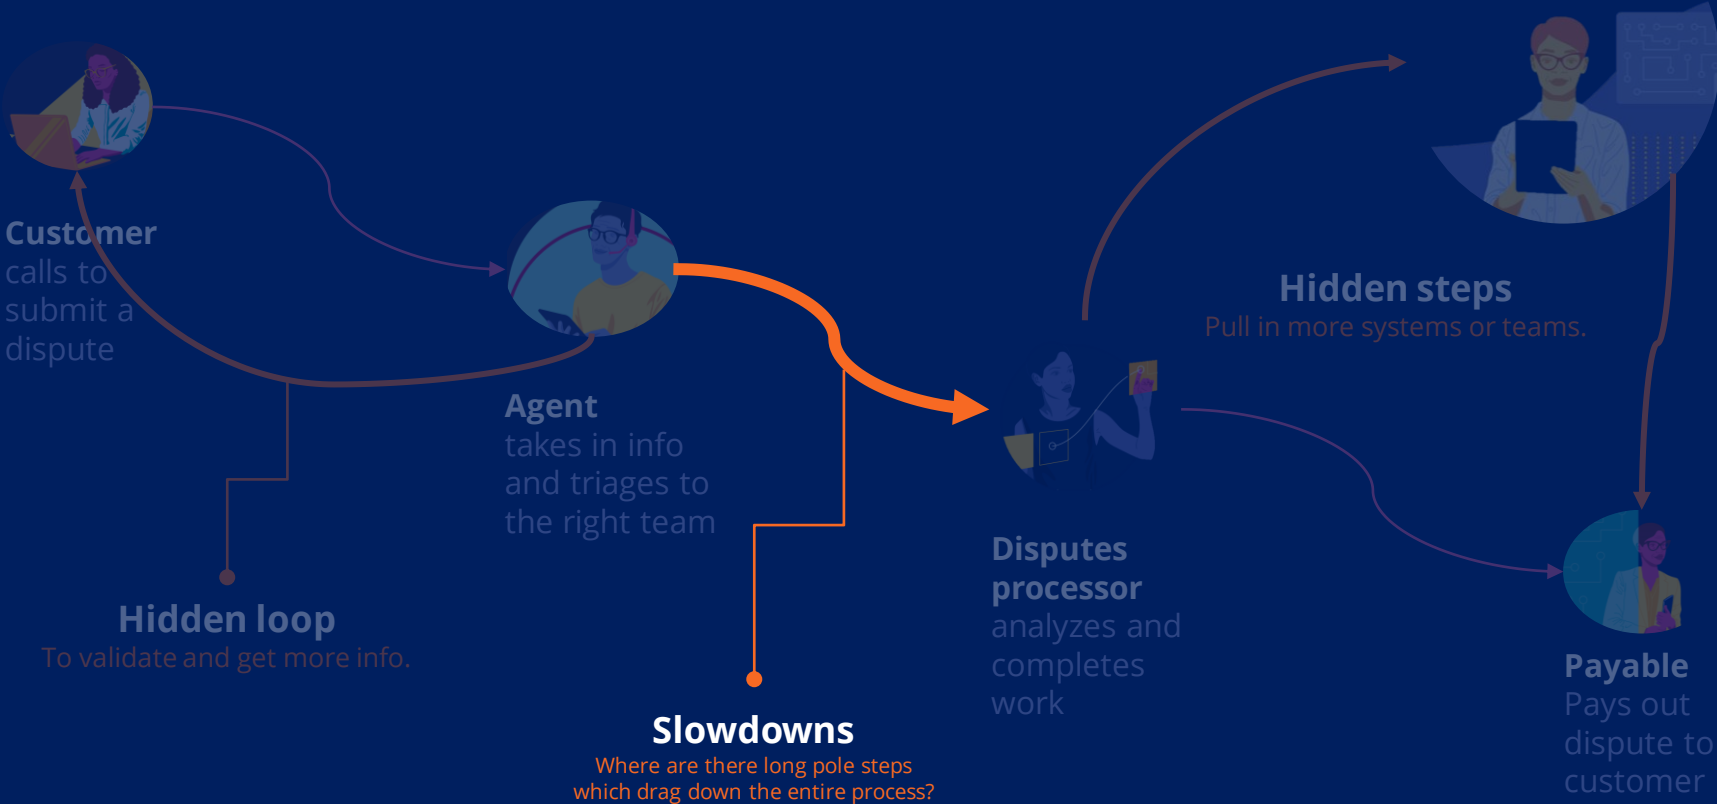 Customer
calls to
submit a
dispute
Hidden loop
To validate and get more info.
Agent
takes in info
and triages to
the right team
Slowdowns
Where are there long pole steps
which drag down the entire process?
Disputes
processor
analyzes and
completes
work
Hidden steps
Pull in more systems or teams.
Payable
Pays out
dispute to
customer